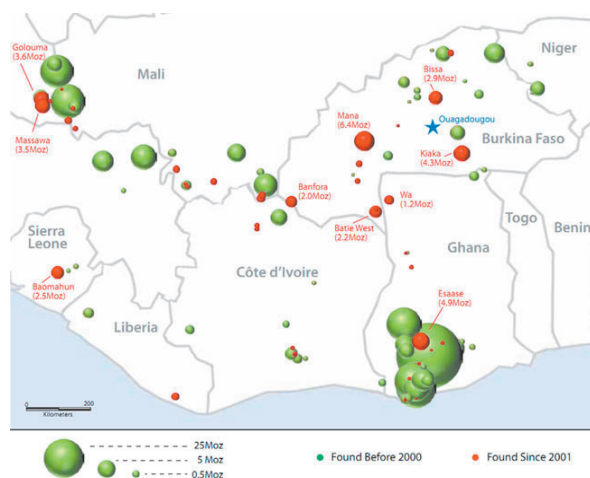 Golouma
(3.6Moz)
Mali
Niger
Bissa
(2.9Moz)
Massawa
(3.5Moz)
Mana
(6.4Moz)
Ouagadougou
Burkina Faso
Kiaka
(4.3Moz)
Banfora
(2.0Moz)
Wa
(1.2Moz)
Batie West
(2.2Moz)
Sierra
Leone
Togo
Benin
Ghana
Côte d'Ivoire
Baomahun
(2.5Moz)
Esaase
(4.9Moz)
Liberia
0 200
Kilometers
25Moz
5 Moz
0.5Moz
Found Before 2000
Found Since 2001